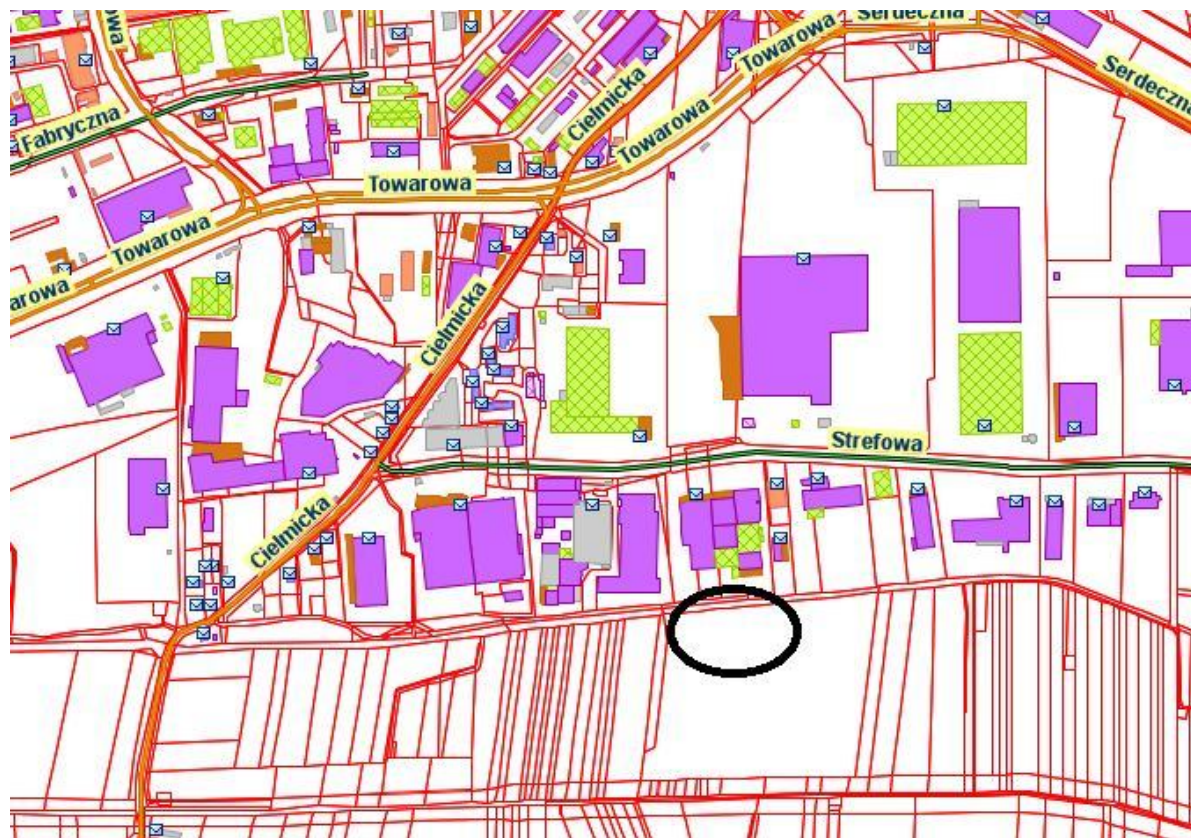 Serdeczna
Towarowa
Serdeczna
Cielmicka
Towarowa
Fabryczna
Towarowa
Towarowa
arowa
Cielmicka
Strefowa
Cielmicka